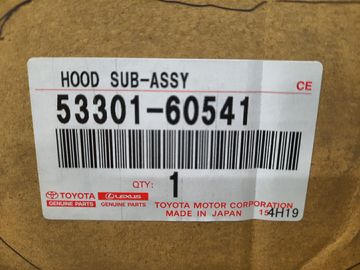 HOOD SUB-ASSY CE
53301-60541
QTY: 1
TOYOTA LEXUS TOYOTA MOTOR CORPORATION
GENUINE PARTS GENUINE PARTS MADE IN JAPAN 4H19